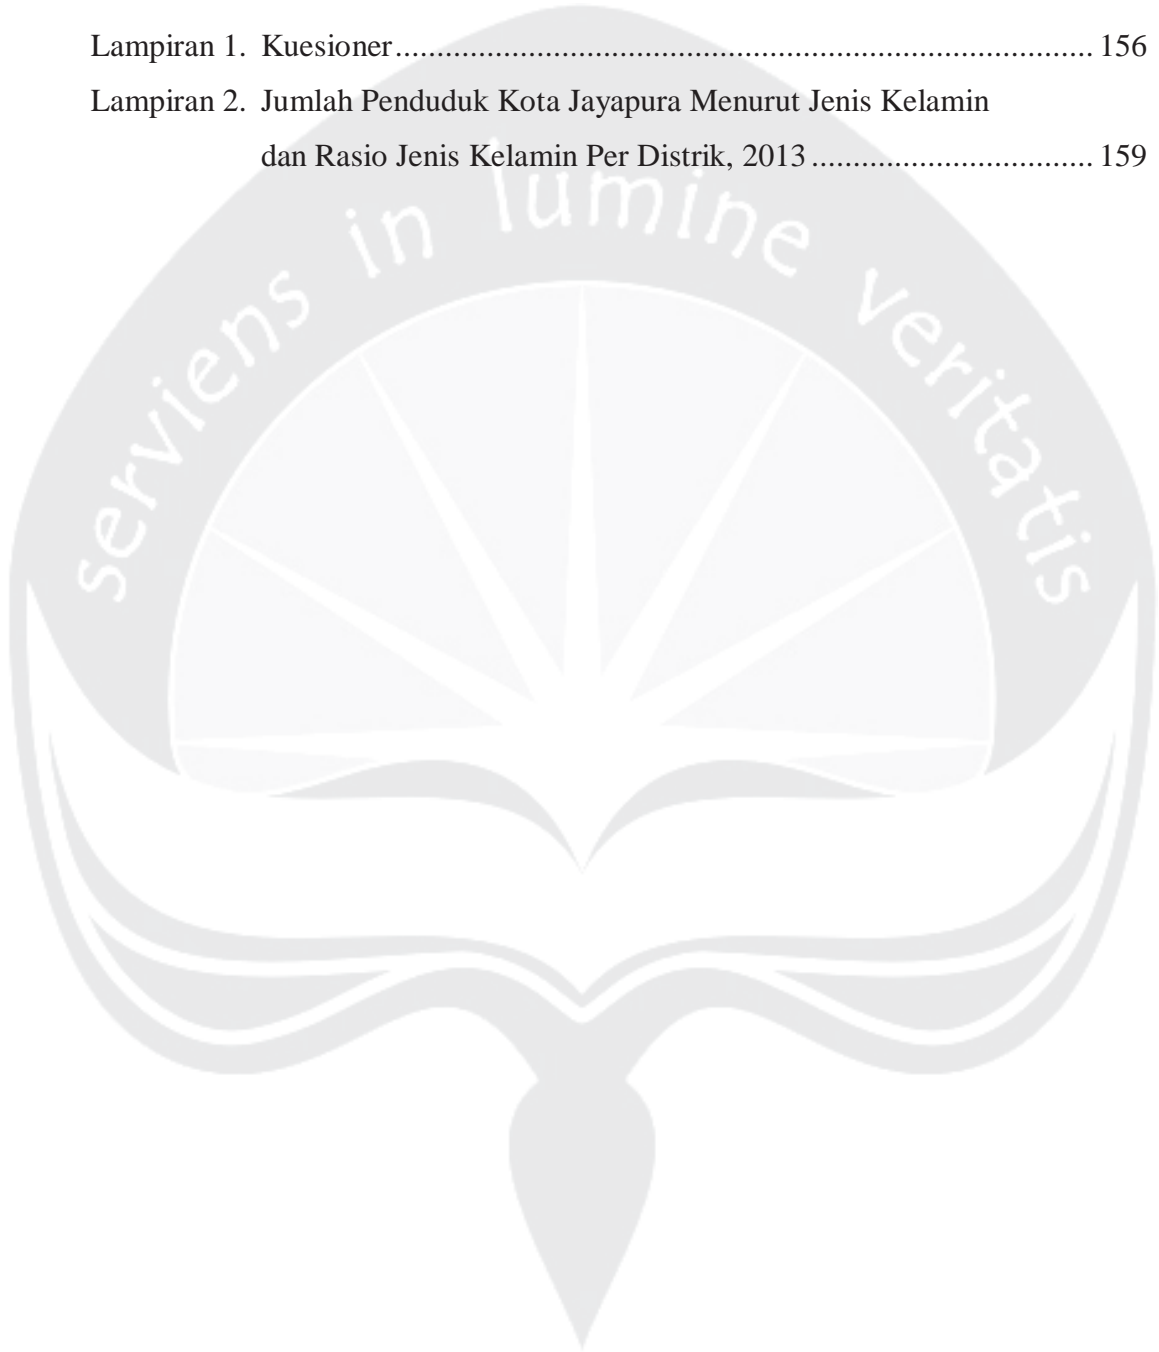 Lampiran 1. Kuesioner.................................................................................... 156
Lampiran 2. Jumlah Penduduk Kota Jayapura Menurut Jenis Kelamin
dan Rasio Jenis Kelamin Per Distrik, 2013.................................. 159
serviens in lumine veritatis